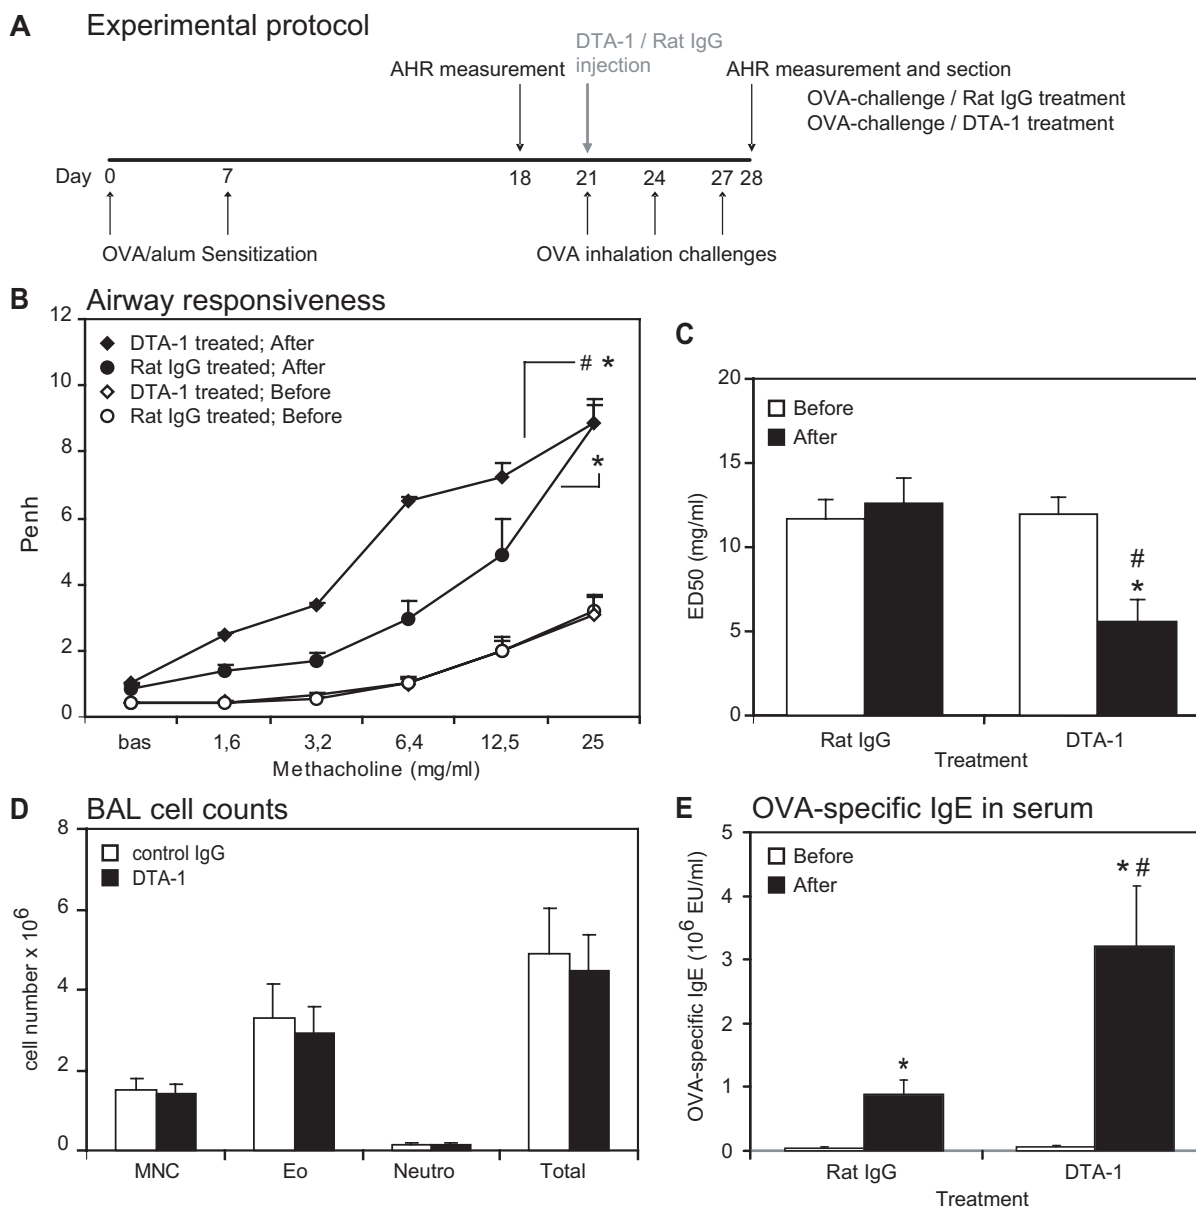 A Experimental protocol
DTA-1 / Rat IgG
injection
AHR measurement
AHR measurement and section
OVA-challenge / Rat IgG treatment
OVA-challenge / DTA-1 treatment
Day 0 7 18 21 24 27 28
OVA/alum Sensitization
OVA inhalation challenges
B Airway responsiveness
12
10
8
6
4
2
0
Penh
DTA-1 treated; After
Rat IgG treated; After
DTA-1 treated; Before
Rat IgG treated; Before
# *
*
bas 1,6 3,2 6,4 12,5 25
Methacholine (mg/ml)
C
20
15
10
5
0
ED50 (mg/ml)
Before
After
#
*
Rat IgG DTA-1
Treatment
D BAL cell counts
8
6
4
2
0
cell number x 10^6
control IgG
DTA-1
MNC Eo Neutro Total
E OVA-specific IgE in serum
5
4
3
2
1
0
OVA-specific IgE (10^6 EU/ml)
Before
After
*
* #
Rat IgG DTA-1
Treatment